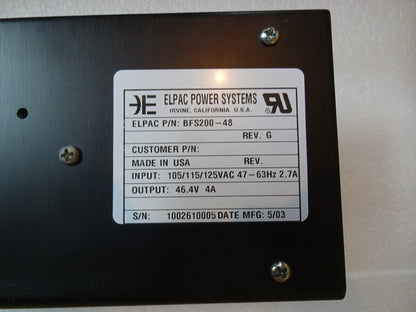 ELPAC POWER SYSTEMS
IRVINE, CALIFORNIA U.S.A.
ELPAC P/N: BFS200-48
REV. G
CUSTOMER P/N:
MADE IN USA REV.
INPUT: 105/115/125VAC 47-63Hz 2.7A
OUTPUT: 46.4V 4A
S/N: 1002610005 DATE MFG: 5/03